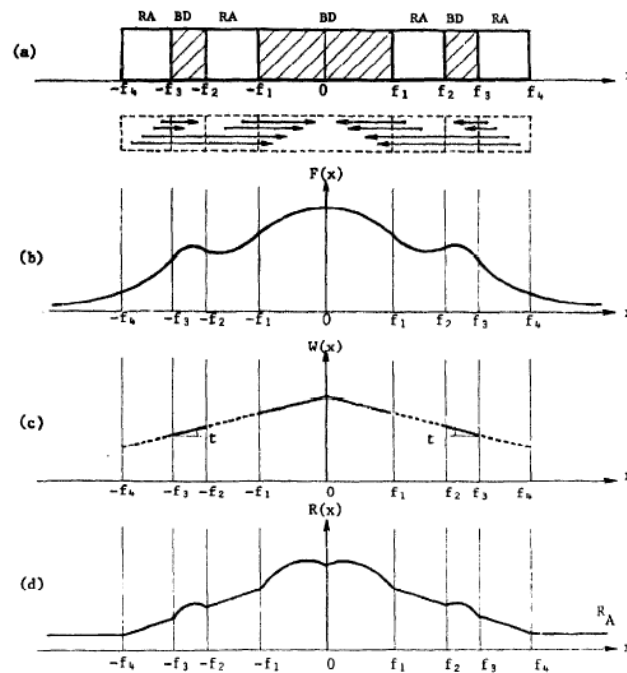 RA BD RA BD RA BD RA
(a)
-f4 -f3 -f2 -f1 0 f1 f2 f3 f4 x
F(x)
(b)
-f4 -f3 -f2 -f1 0 f1 f2 f3 f4 x
W(x)
(c)
t t
-f4 -f3 -f2 -f1 0 f1 f2 f3 f4 x
R(x)
(d)
RA
-f4 -f3 -f2 -f1 0 f1 f2 f3 f4 x